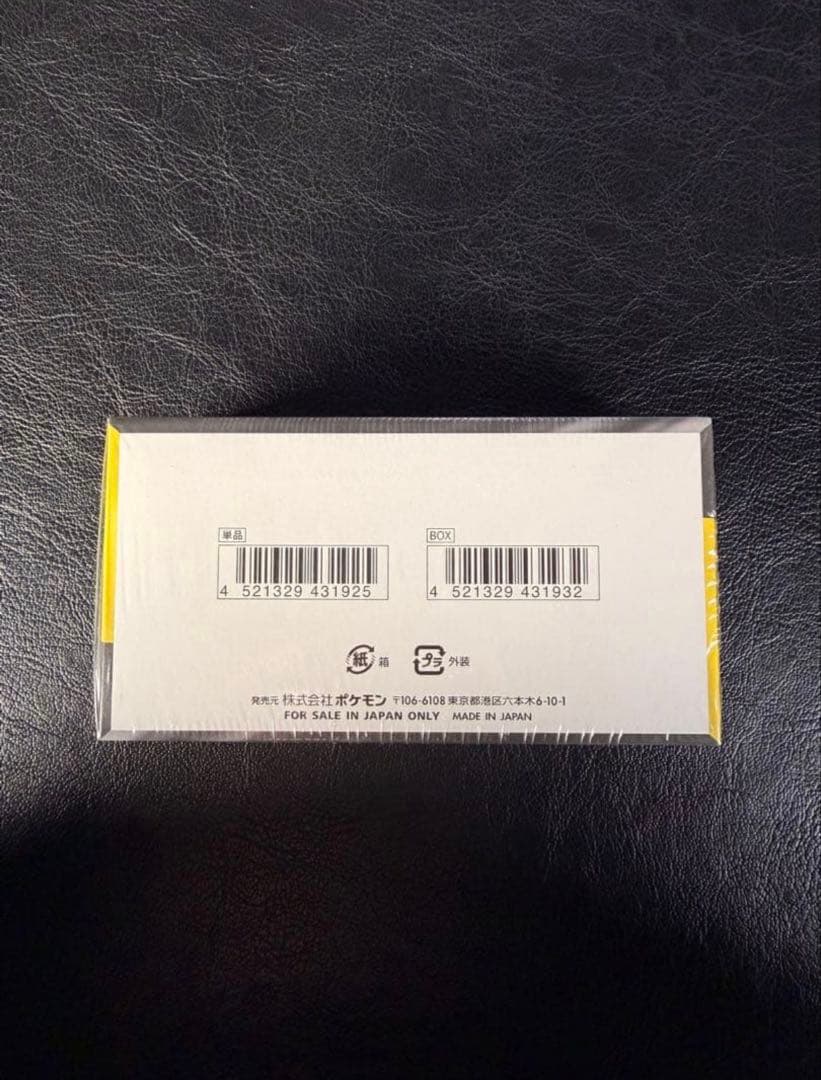 単品
4 521329 431925
BOX
4 521329 431932
紙 箱
プラ 外装
発売元 株式会社 ポケモン 〒106-6108 東京都港区六本木6-10-1
FOR SALE IN JAPAN ONLY MADE IN JAPAN